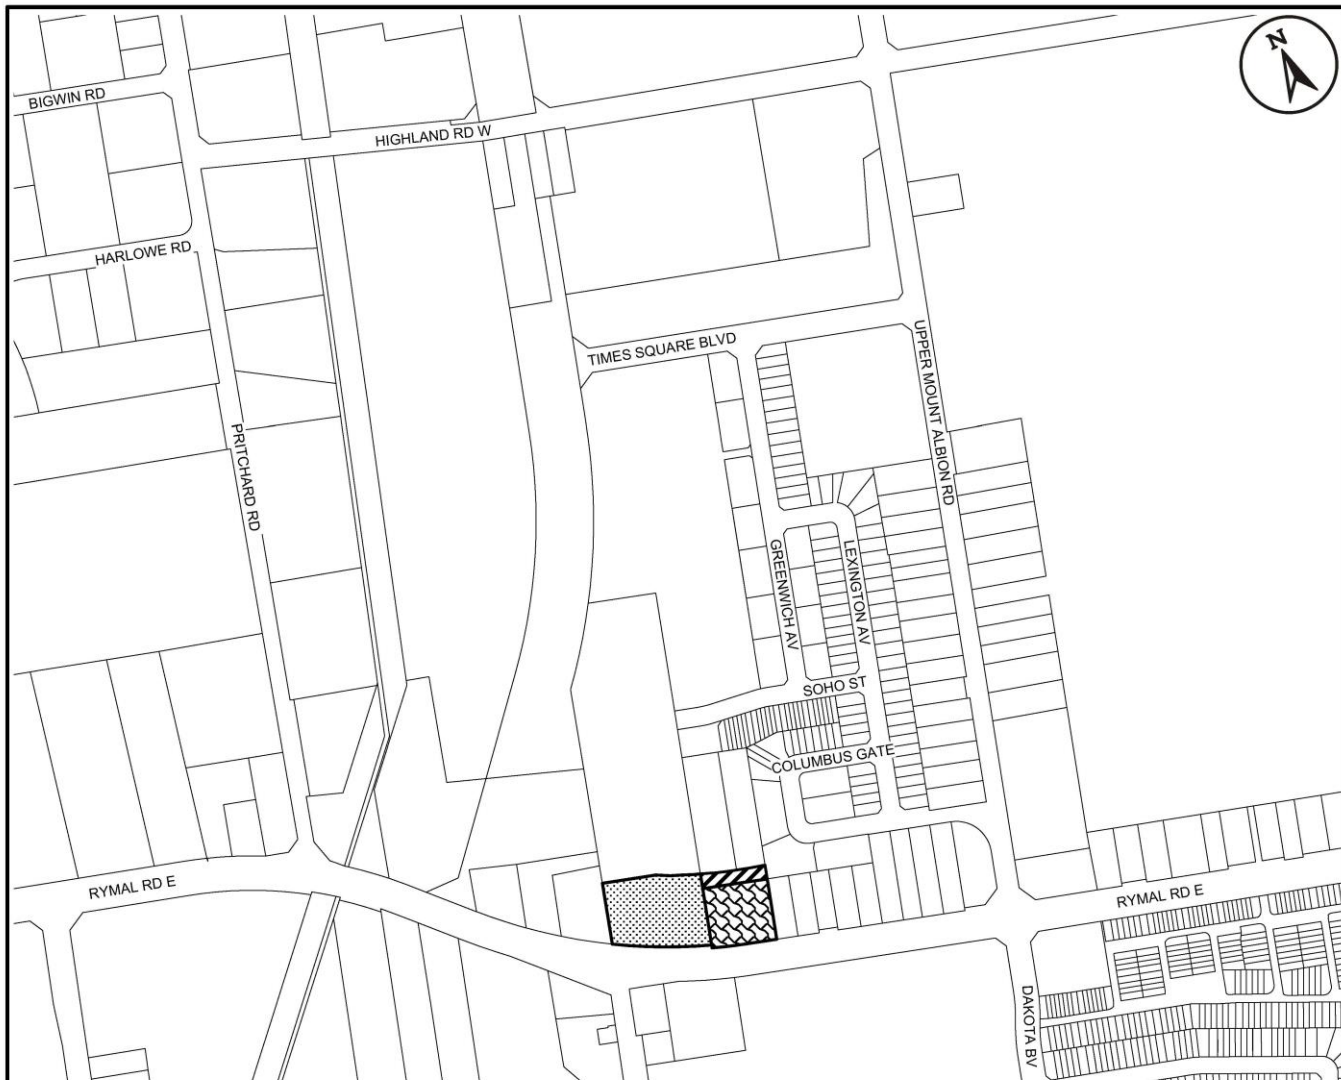 N
BIGWIN RD
HIGHLAND RD W
HARLOWE RD
TIMES SQUARE BLVD
UPPER MOUNT ALBION RD
PRITCHARD RD
GREENWICH AV
LEXINGTON AV
SOHO ST
COLUMBUS GATE
RYMAL RD E
RYMAL RD E
DAKOTA BV